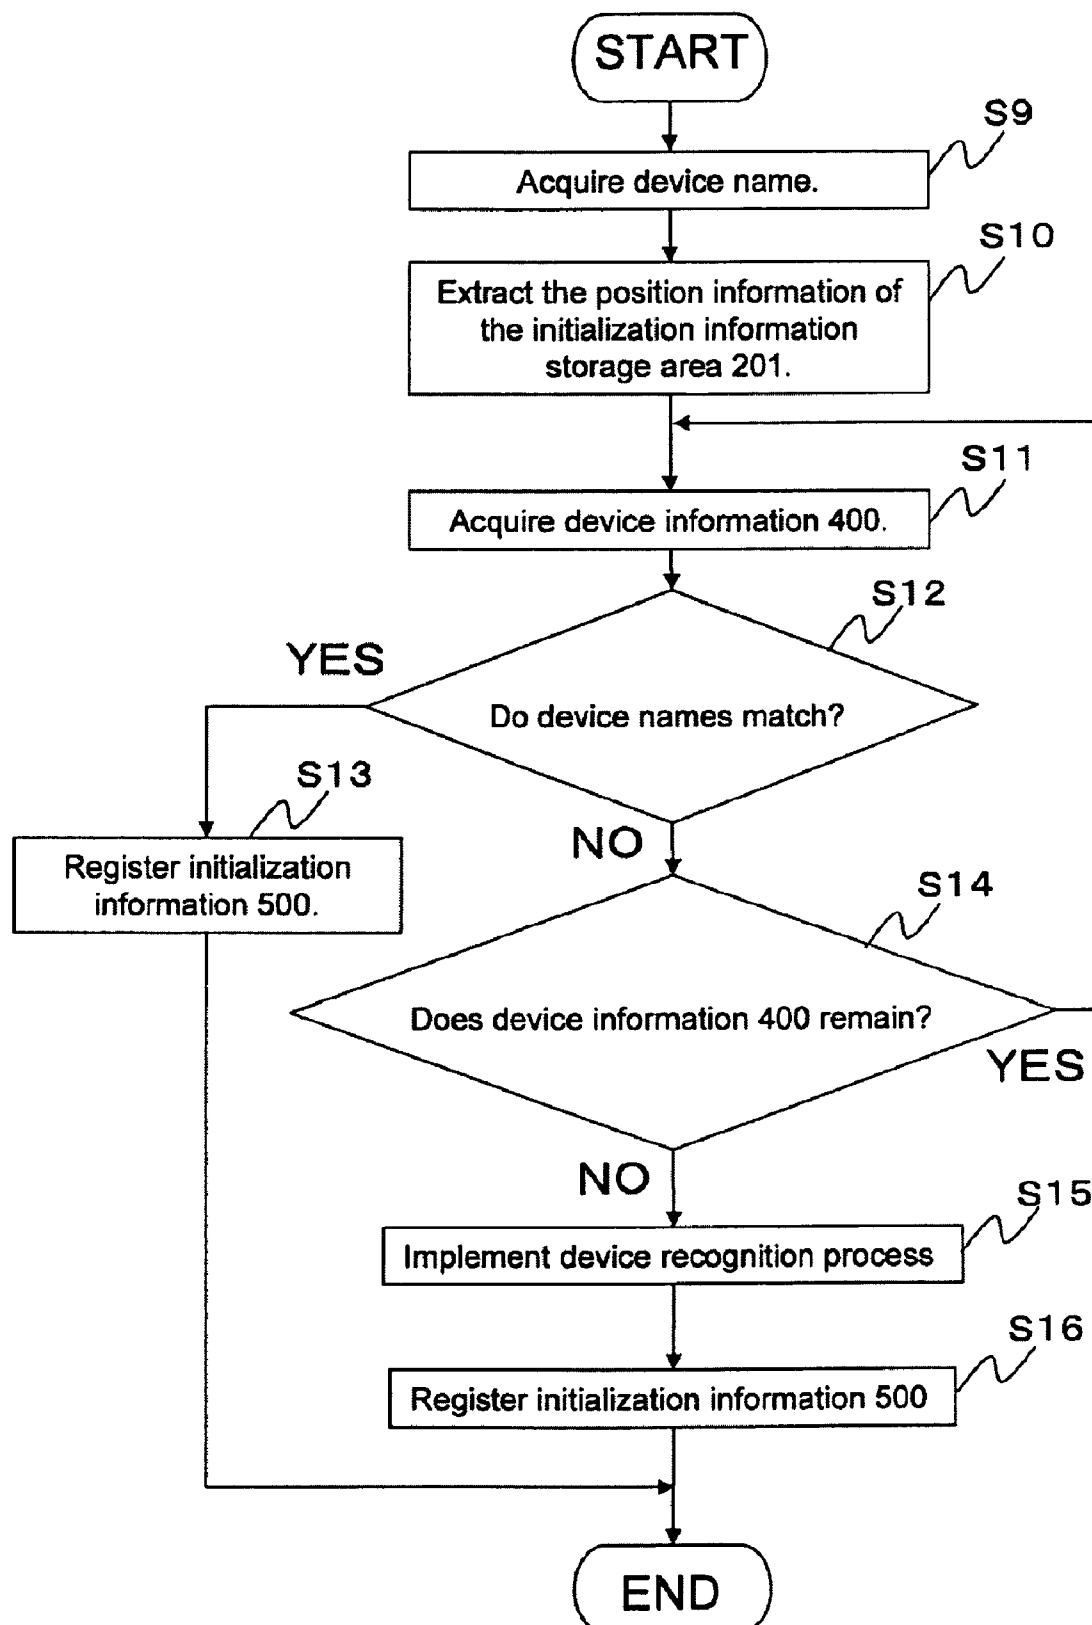 START
S9
Acquire device name.
S10
Extract the position information of
the initialization information
storage area 201.
S11
Acquire device information 400.
S12
YES
Do device names match?
S13
NO
Register initialization
information 500.
S14
Does device information 400 remain?
YES
NO
S15
Implement device recognition process
S16
Register initialization information 500
END